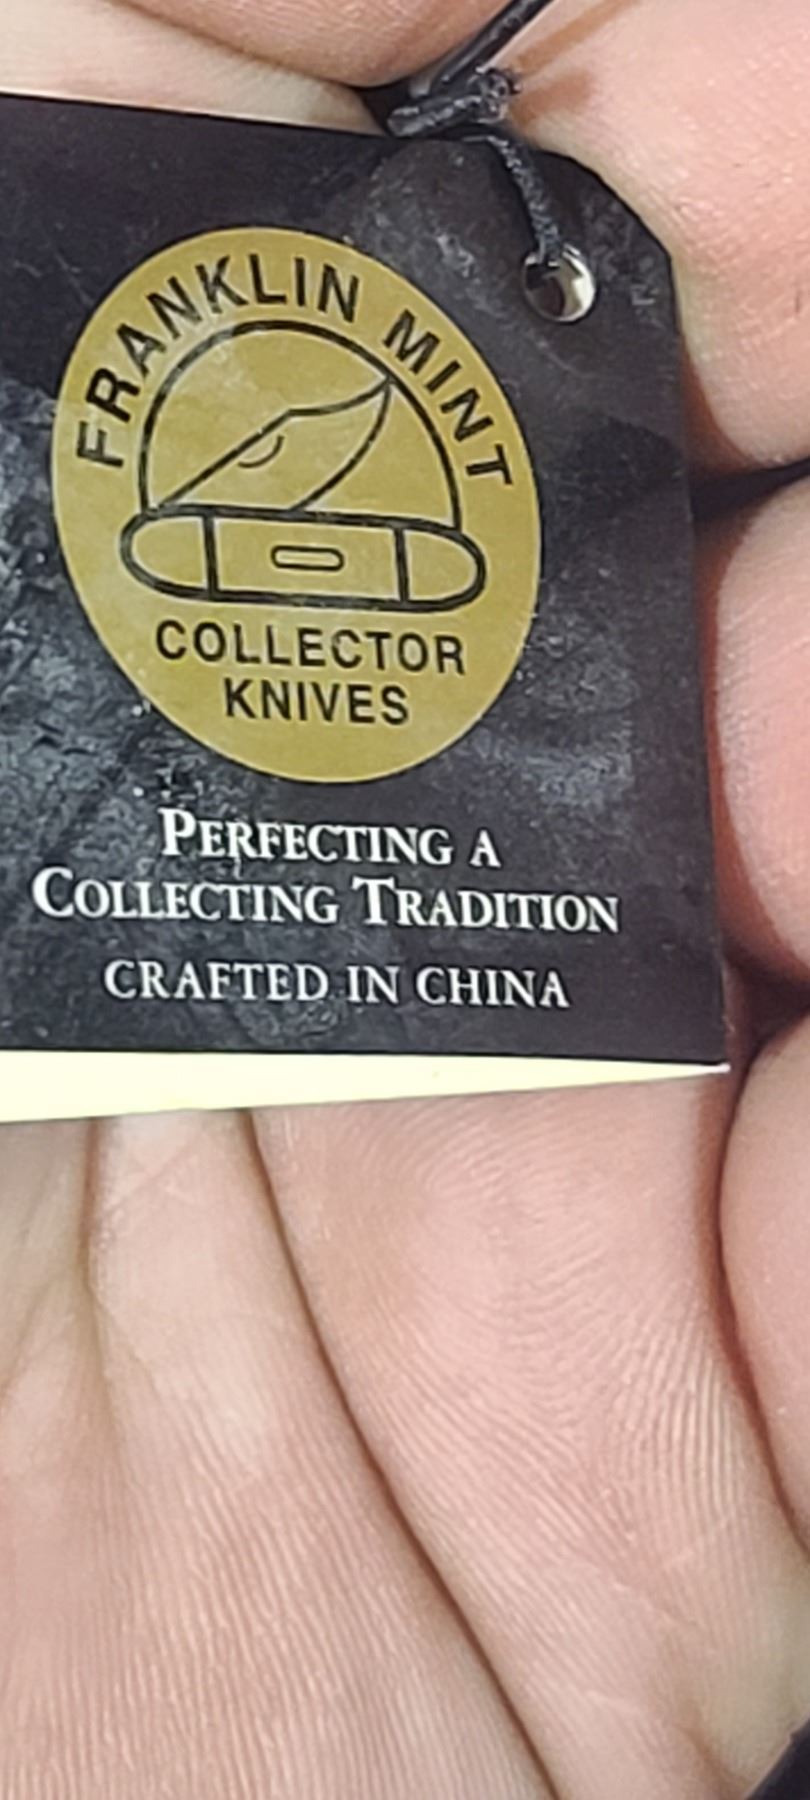 FRANKLIN MINT
COLLECTOR
KNIVES
PERFECTING A
COLLECTING TRADITION
CRAFTED IN CHINA